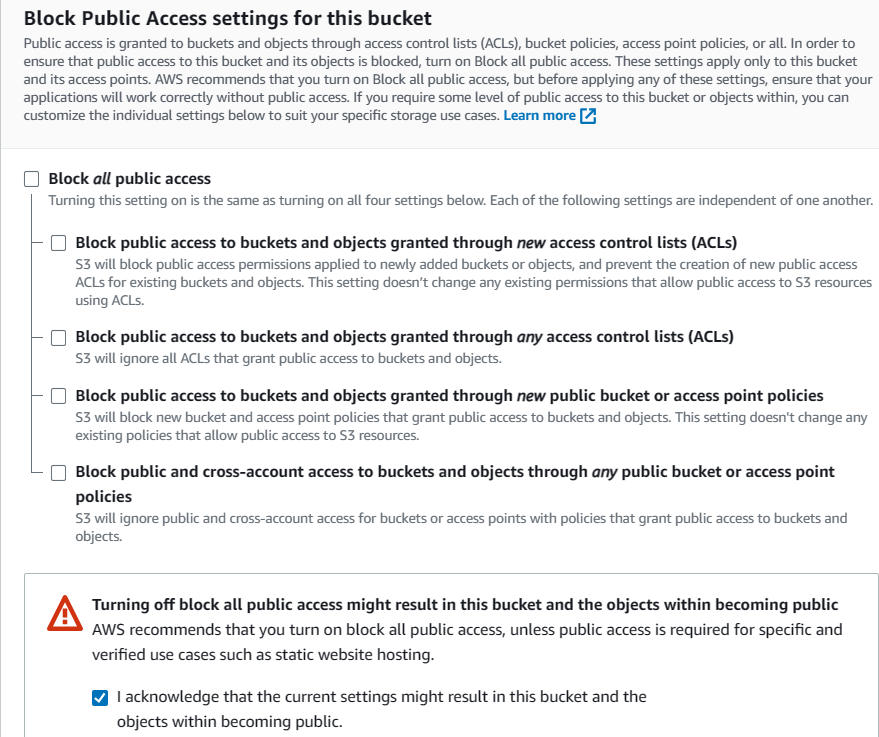 Block Public Access settings for this bucket
Public access is granted to buckets and objects through access control lists (ACLs), bucket policies, access point policies, or all. In order to
ensure that public access to this bucket and its objects is blocked, turn on Block all public access. These settings apply only to this bucket
and its access points. AWS recommends that you turn on Block all public access, but before applying any of these settings, ensure that your
applications will work correctly without public access. If you require some level of public access to this bucket or objects within, you can
customize the individual settings below to suit your specific storage use cases. Learn more
Block all public access
Turning this setting on is the same as turning on all four settings below. Each of the following settings are independent of one another.
Block public access to buckets and objects granted through new access control lists (ACLs)
S3 will block public access permissions applied to newly added buckets or objects, and prevent the creation of new public access
ACLs for existing buckets and objects. This setting doesn’t change any existing permissions that allow public access to S3 resources
using ACLs.
Block public access to buckets and objects granted through any access control lists (ACLs)
S3 will ignore all ACLs that grant public access to buckets and objects.
Block public access to buckets and objects granted through new public bucket or access point policies
S3 will block new bucket and access point policies that grant public access to buckets and objects. This setting doesn't change any
existing policies that allow public access to S3 resources.
Block public and cross-account access to buckets and objects through any public bucket or access point
policies
S3 will ignore public and cross-account access for buckets or access points with policies that grant public access to buckets and
objects.
Turning off block all public access might result in this bucket and the objects within becoming public
AWS recommends that you turn on block all public access, unless public access is required for specific and
verified use cases such as static website hosting.
I acknowledge that the current settings might result in this bucket and the
objects within becoming public.